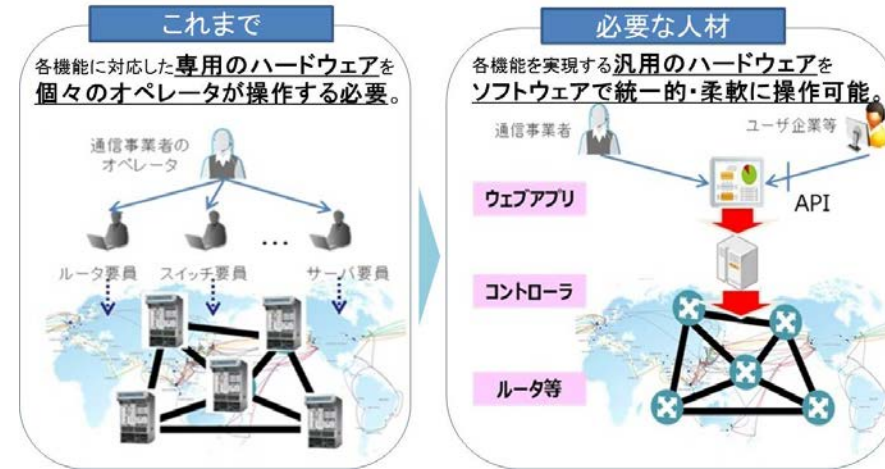 これまで
各機能に対応した専用のハードウェアを
個々のオペレータが操作する必要。
通信事業者の
オペレータ
ルータ要員 スイッチ要員 サーバ要員
...
必要な人材
各機能を実現する汎用のハードウェアを
ソフトウェアで統一的・柔軟に操作可能。
通信事業者 ユーザ企業等
ウェブアプリ
API
コントローラ
ルータ等